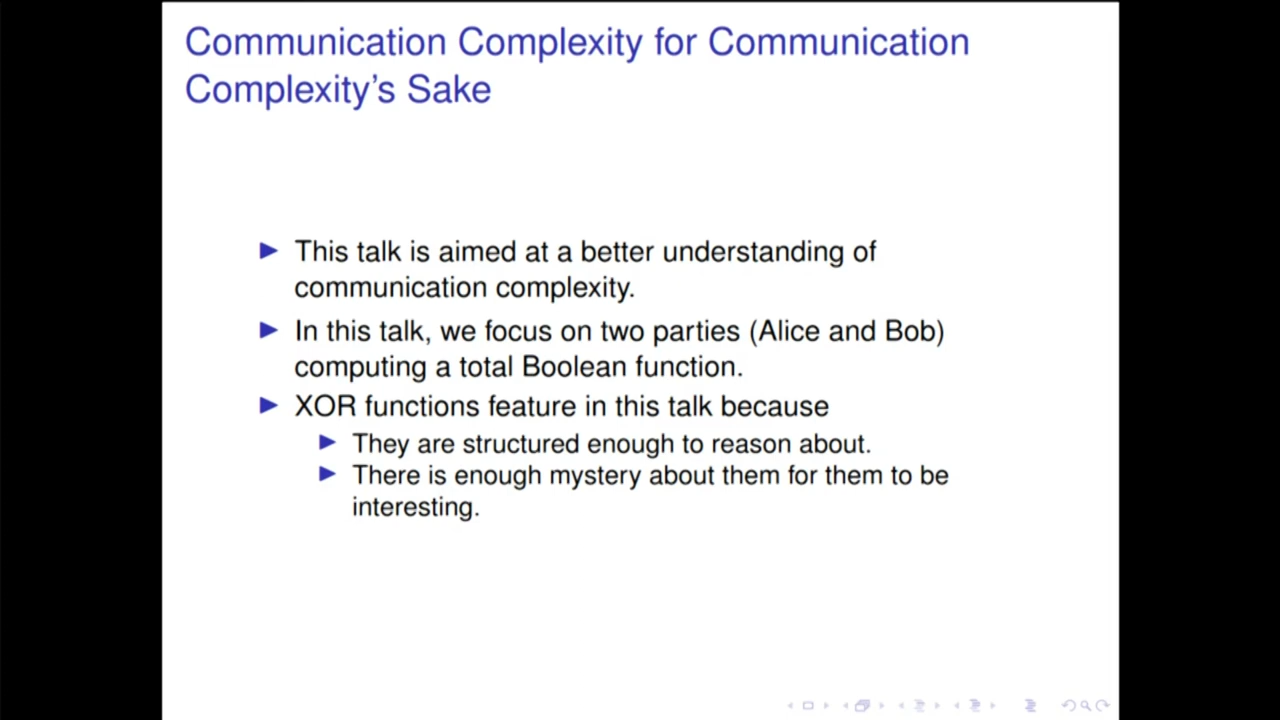 Communication Complexity for Communication
Complexity's Sake
This talk is aimed at a better understanding of
communication complexity.
In this talk, we focus on two parties (Alice and Bob)
computing a total Boolean function.
XOR functions feature in this talk because
They are structured enough to reason about.
There is enough mystery about them for them to be
interesting.